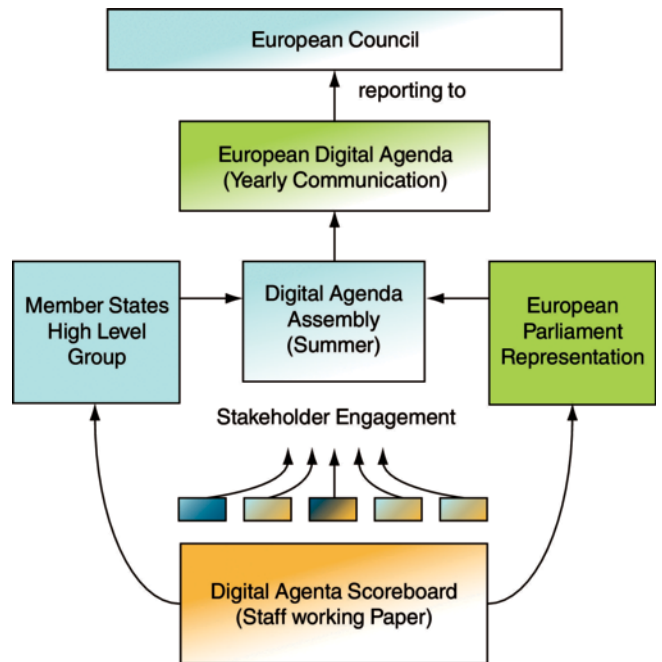 European Council
reporting to
European Digital Agenda
(Yearly Communication)
Member States
High Level
Group
Digital Agenda
Assembly
(Summer)
European
Parliament
Representation
Stakeholder Engagement
Digital Agenta Scoreboard
(Staff working Paper)